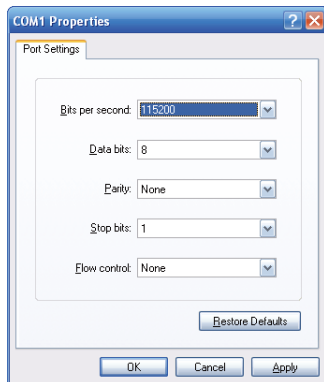 COM1 Properties
Port Settings
Bits per second: 115200
Data bits: 8
Parity: None
Stop bits: 1
Flow control: None
Restore Defaults
OK Cancel Apply